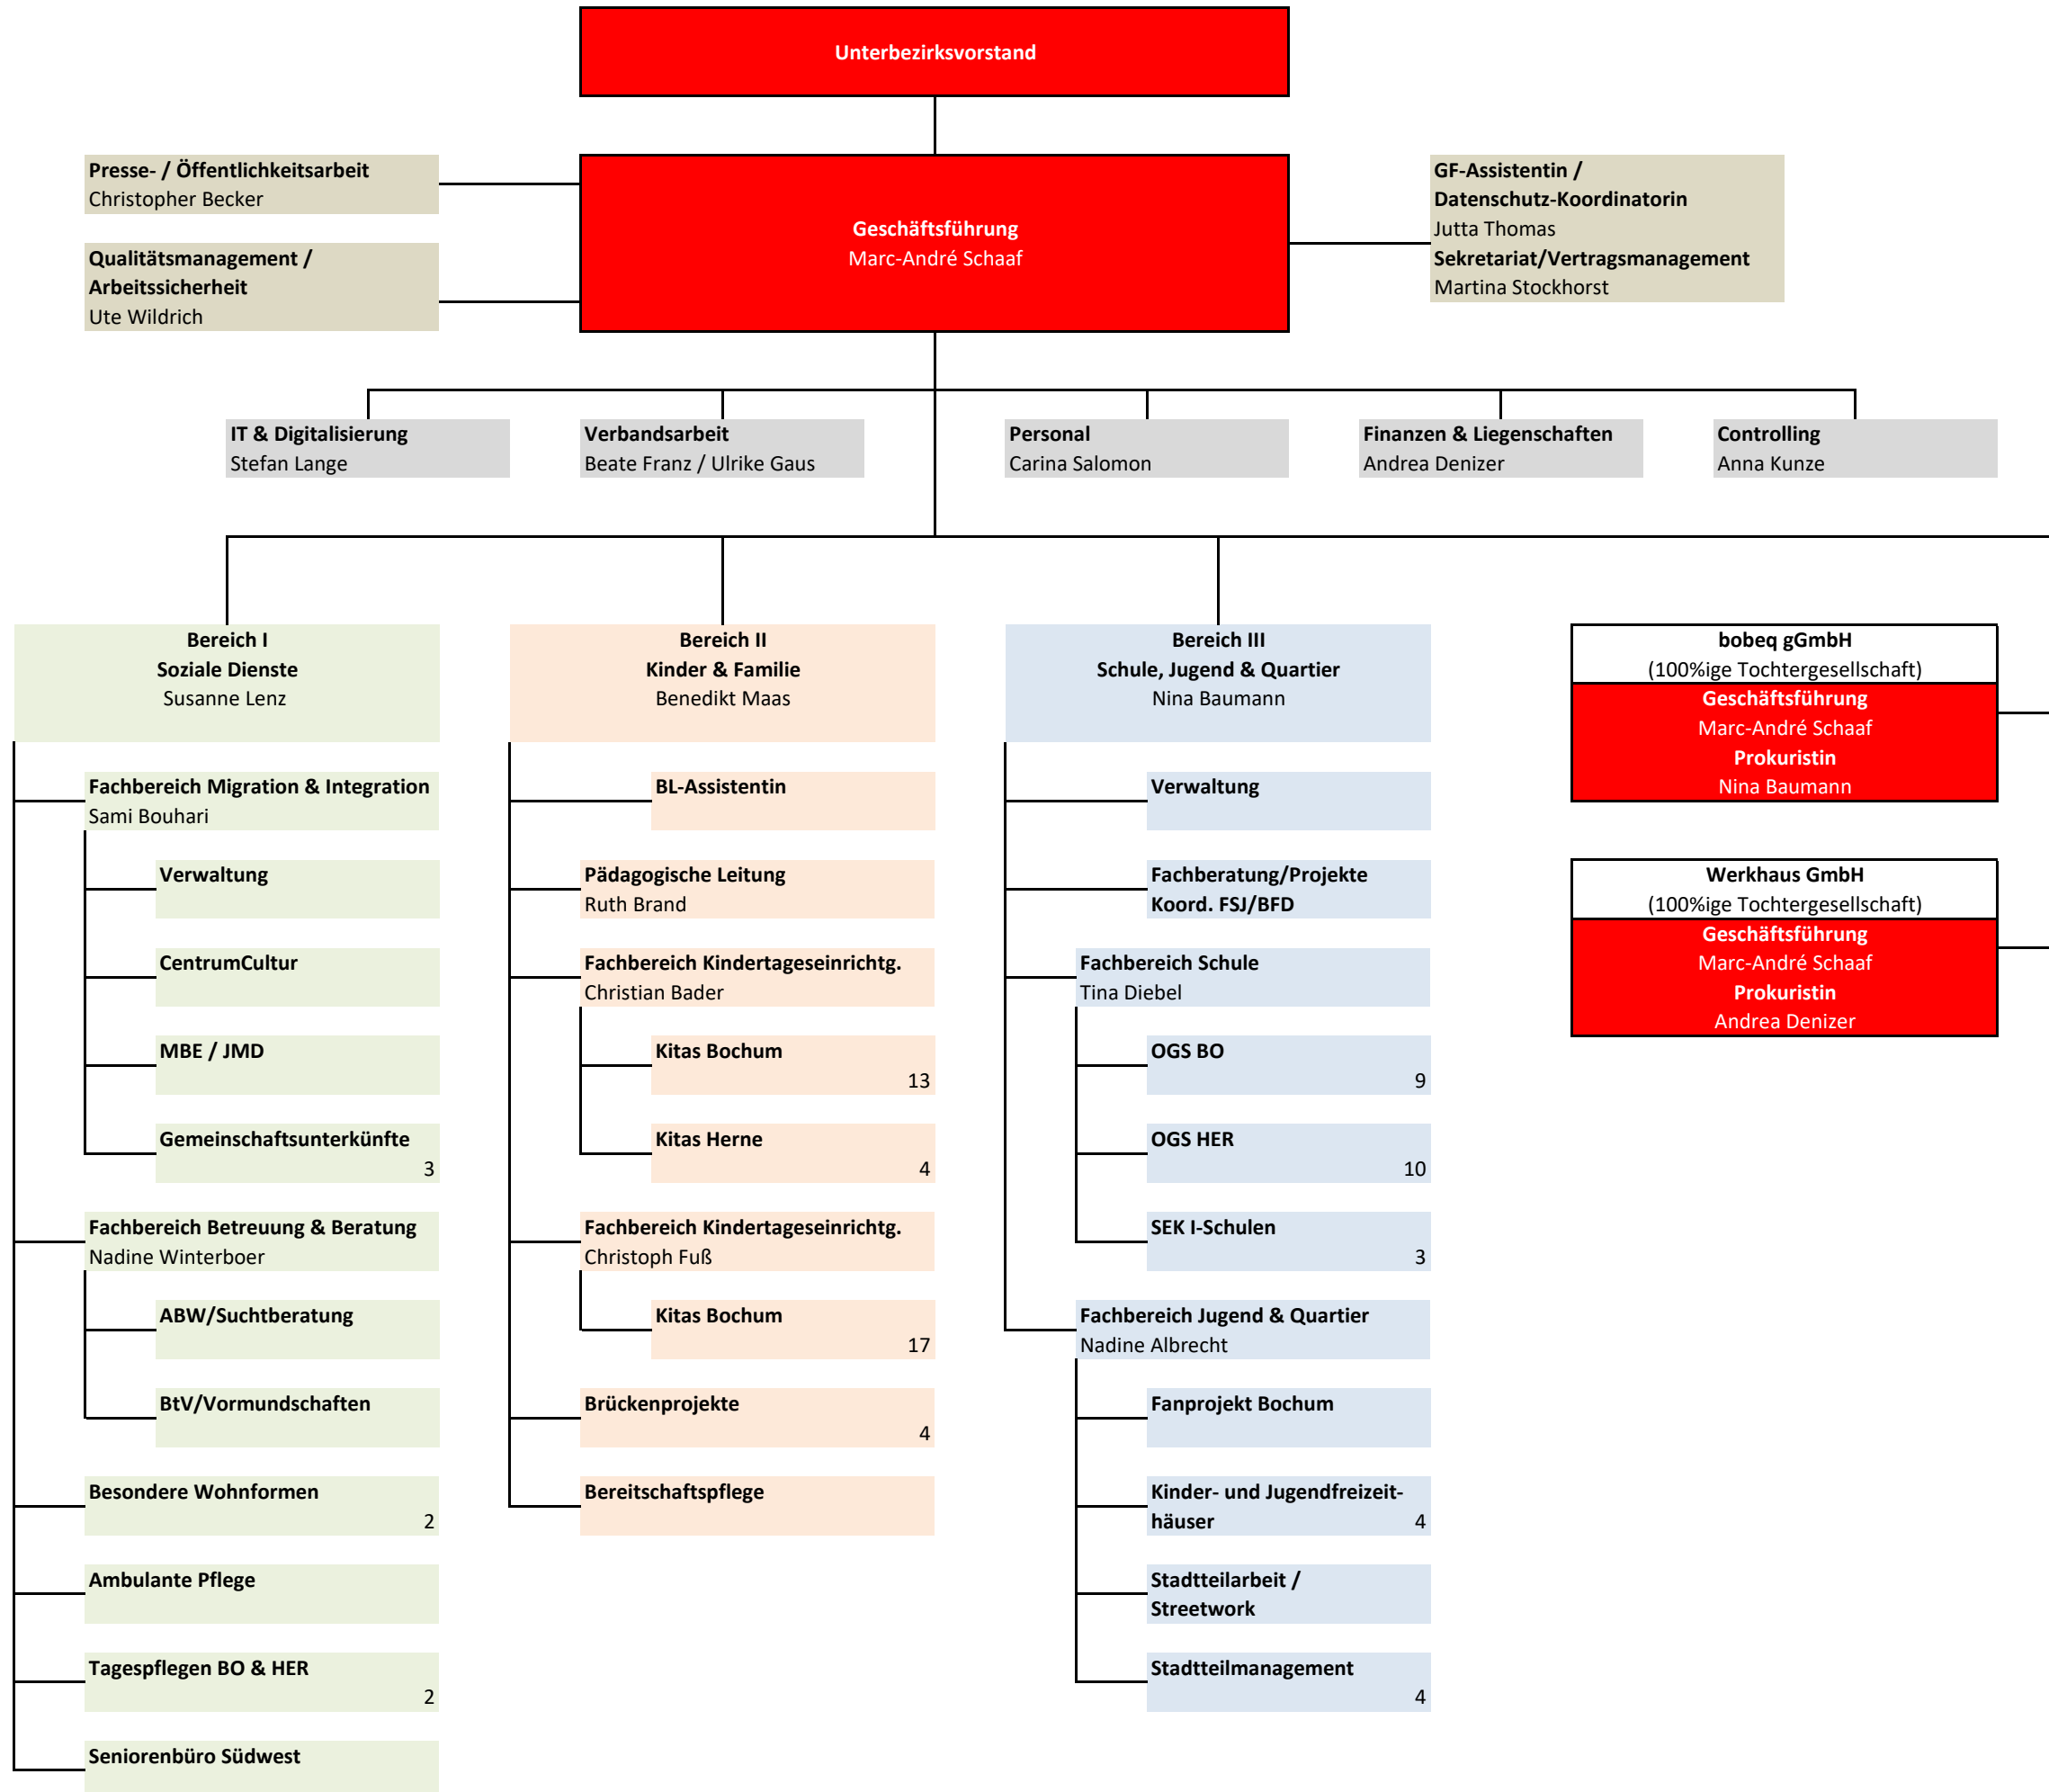 Unterbezirksvorstand
Presse- / Öffentlichkeitsarbeit
Christopher Becker
Qualitätsmanagement /
Arbeitssicherheit
Ute Wildrich
Geschäftsführung
Marc-André Schaaf
GF-Assistentin /
Datenschutz-Koordinatorin
Jutta Thomas
Sekretariat/Vertragsmanagement
Martina Stockhorst
IT & Digitalisierung
Stefan Lange
Verbandsarbeit
Beate Franz / Ulrike Gaus
Personal
Carina Salomon
Finanzen & Liegenschaften
Andrea Denizer
Controlling
Anna Kunze
Bereich I
Soziale Dienste
Susanne Lenz
Fachbereich Migration & Integration
Sami Bouhari
Verwaltung
CentrumCultur
MBE / JMD
Gemeinschaftsunterkünfte
3
Fachbereich Betreuung & Beratung
Nadine Winterboer
ABW/Suchtberatung
BtV/Vormundschaften
Besondere Wohnformen
2
Ambulante Pflege
Tagespflegen BO & HER
2
Seniorenbüro Südwest
Bereich II
Kinder & Familie
Benedikt Maas
BL-Assistentin
Pädagogische Leitung
Ruth Brand
Fachbereich Kindertageseinrichtg.
Christian Bader
Kitas Bochum
13
Kitas Herne
4
Fachbereich Kindertageseinrichtg.
Christoph Fuß
Kitas Bochum
17
Brückenprojekte
4
Bereitschaftspflege
Bereich III
Schule, Jugend & Quartier
Nina Baumann
Verwaltung
Fachberatung/Projekte
Koord. FSJ/BFD
Fachbereich Schule
Tina Diebel
OGS BO
9
OGS HER
10
SEK I-Schulen
3
Fachbereich Jugend & Quartier
Nadine Albrecht
Fanprojekt Bochum
Kinder- und Jugendfreizeit-
häuser 4
Stadtteilarbeit /
Streetwork
Stadtteilmanagement
4
bobeq gGmbH
(100%ige Tochtergesellschaft)
Geschäftsführung
Marc-André Schaaf
Prokuristin
Nina Baumann
Werkhaus GmbH
(100%ige Tochtergesellschaft)
Geschäftsführung
Marc-André Schaaf
Prokuristin
Andrea Denizer